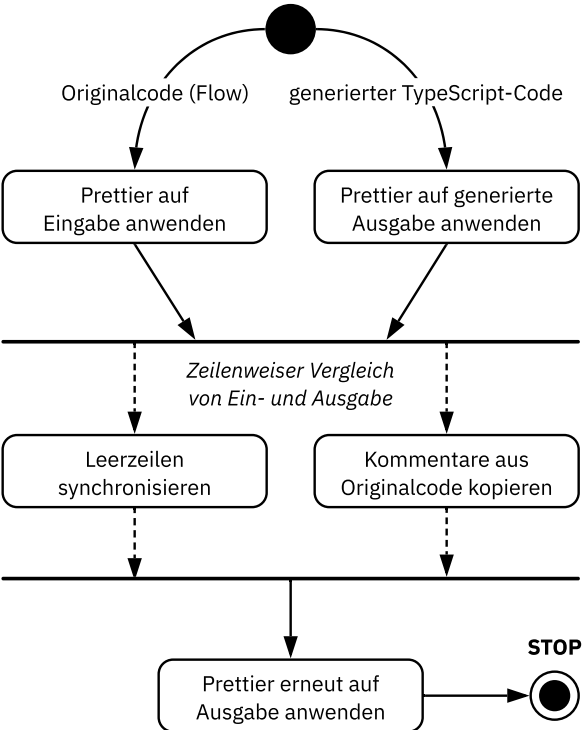 Originalcode (Flow)
generierter TypeScript-Code
Prettier auf
Eingabe anwenden
Prettier auf generierte
Ausgabe anwenden
Zeilenweiser Vergleich
von Ein- und Ausgabe
Leerzeilen
synchronisieren
Kommentare aus
Originalcode kopieren
STOP
Prettier erneut auf
Ausgabe anwenden